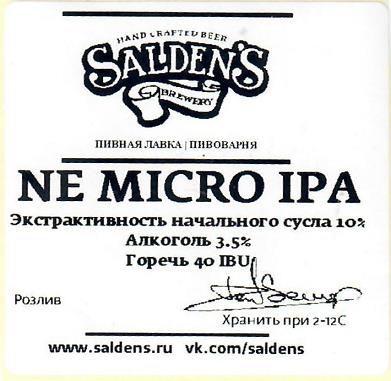 HAND CRAFTED BEER
SALDEN'S
BREWERY
ПИВНАЯ ЛАВКА | ПИВОВАРНЯ
NE MICRO IPA
Экстрактивность начального сусла 10%
Алкоголь 3.5%
Горечь 40 IBU
Розлив
Хранить при 2-12С
www.saldens.ru vk.com/saldens